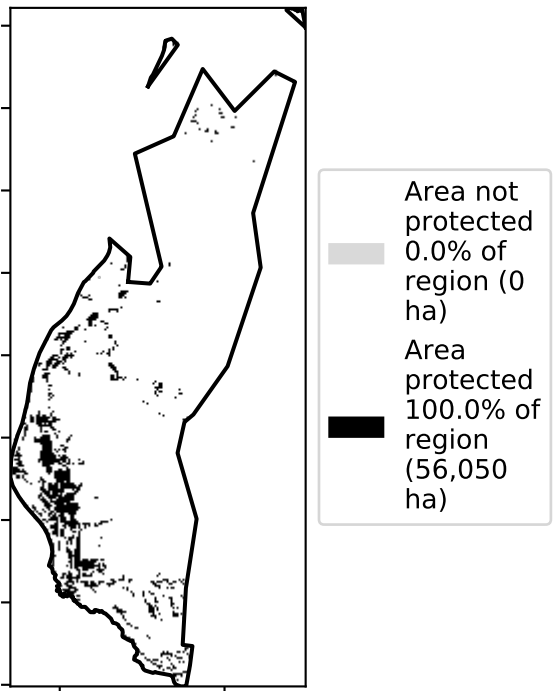 Area not
protected
0.0% of
region (0
ha)
Area
protected
100.0% of
region
(56,050
ha)